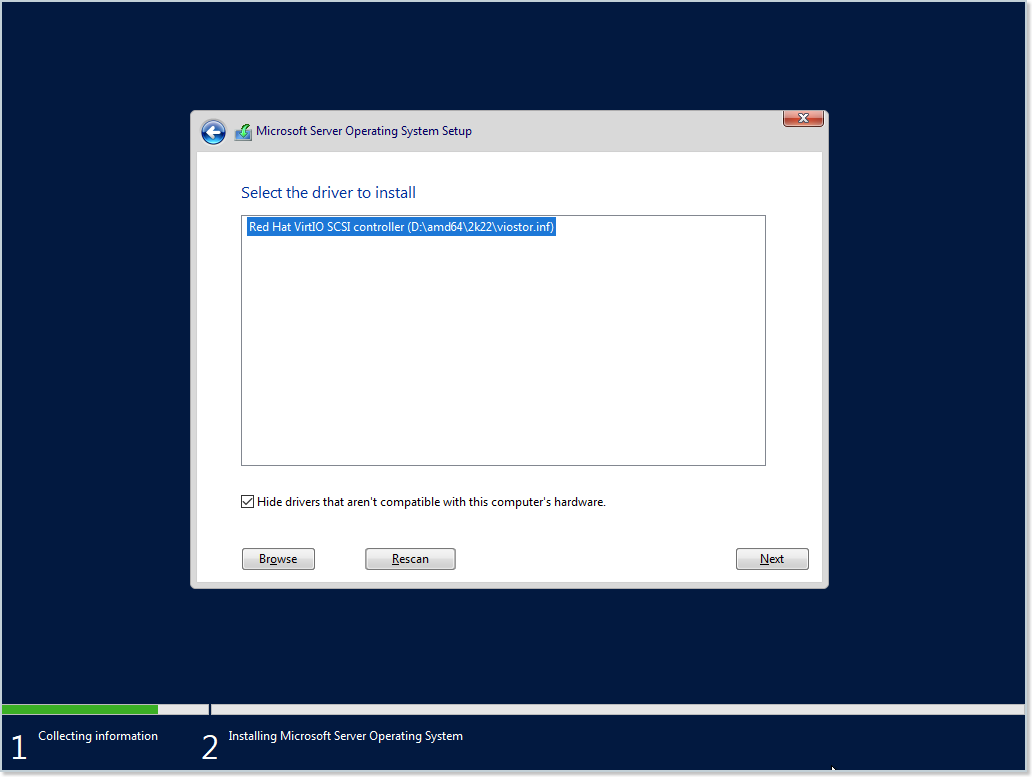 Microsoft Server Operating System Setup
Select the driver to install
Red Hat VirtIO SCSI controller (D:\amd64\2k22\viostor.inf)
Hide drivers that aren't compatible with this computer's hardware.
Browse Rescan Next
1 Collecting information 2 Installing Microsoft Server Operating System